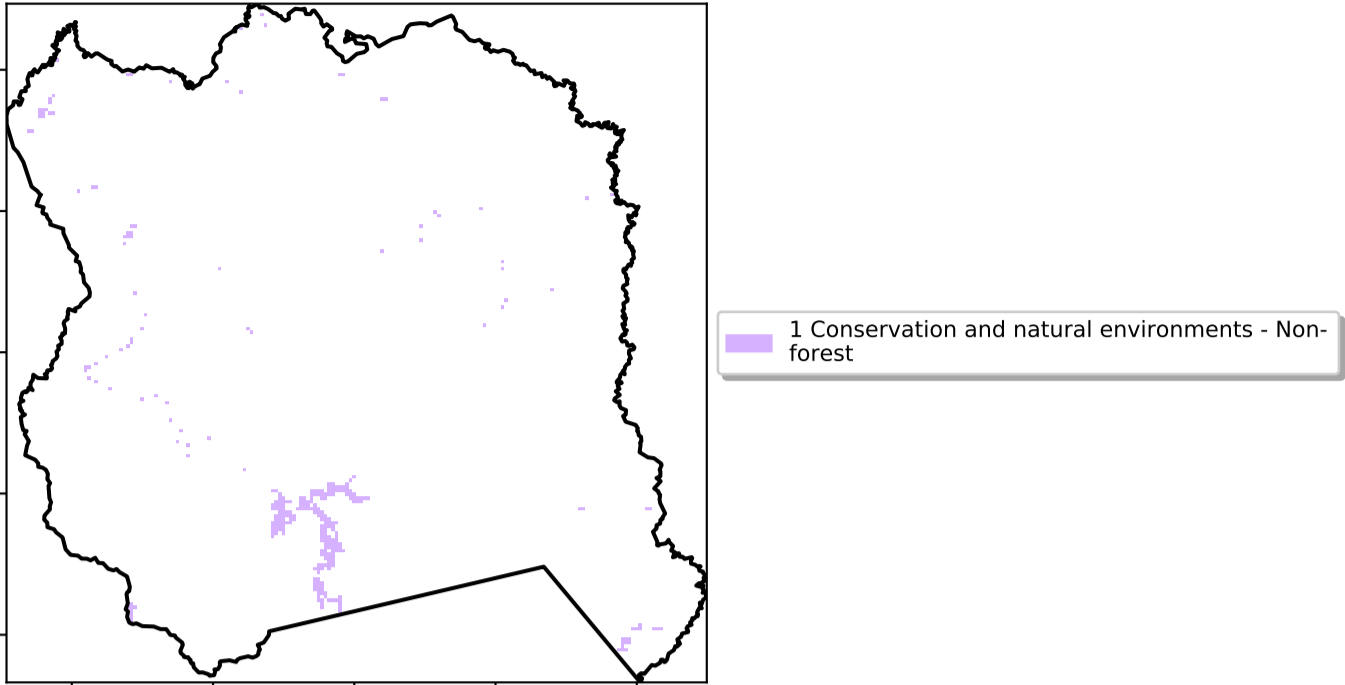 1 Conservation and natural environments - Non-
forest